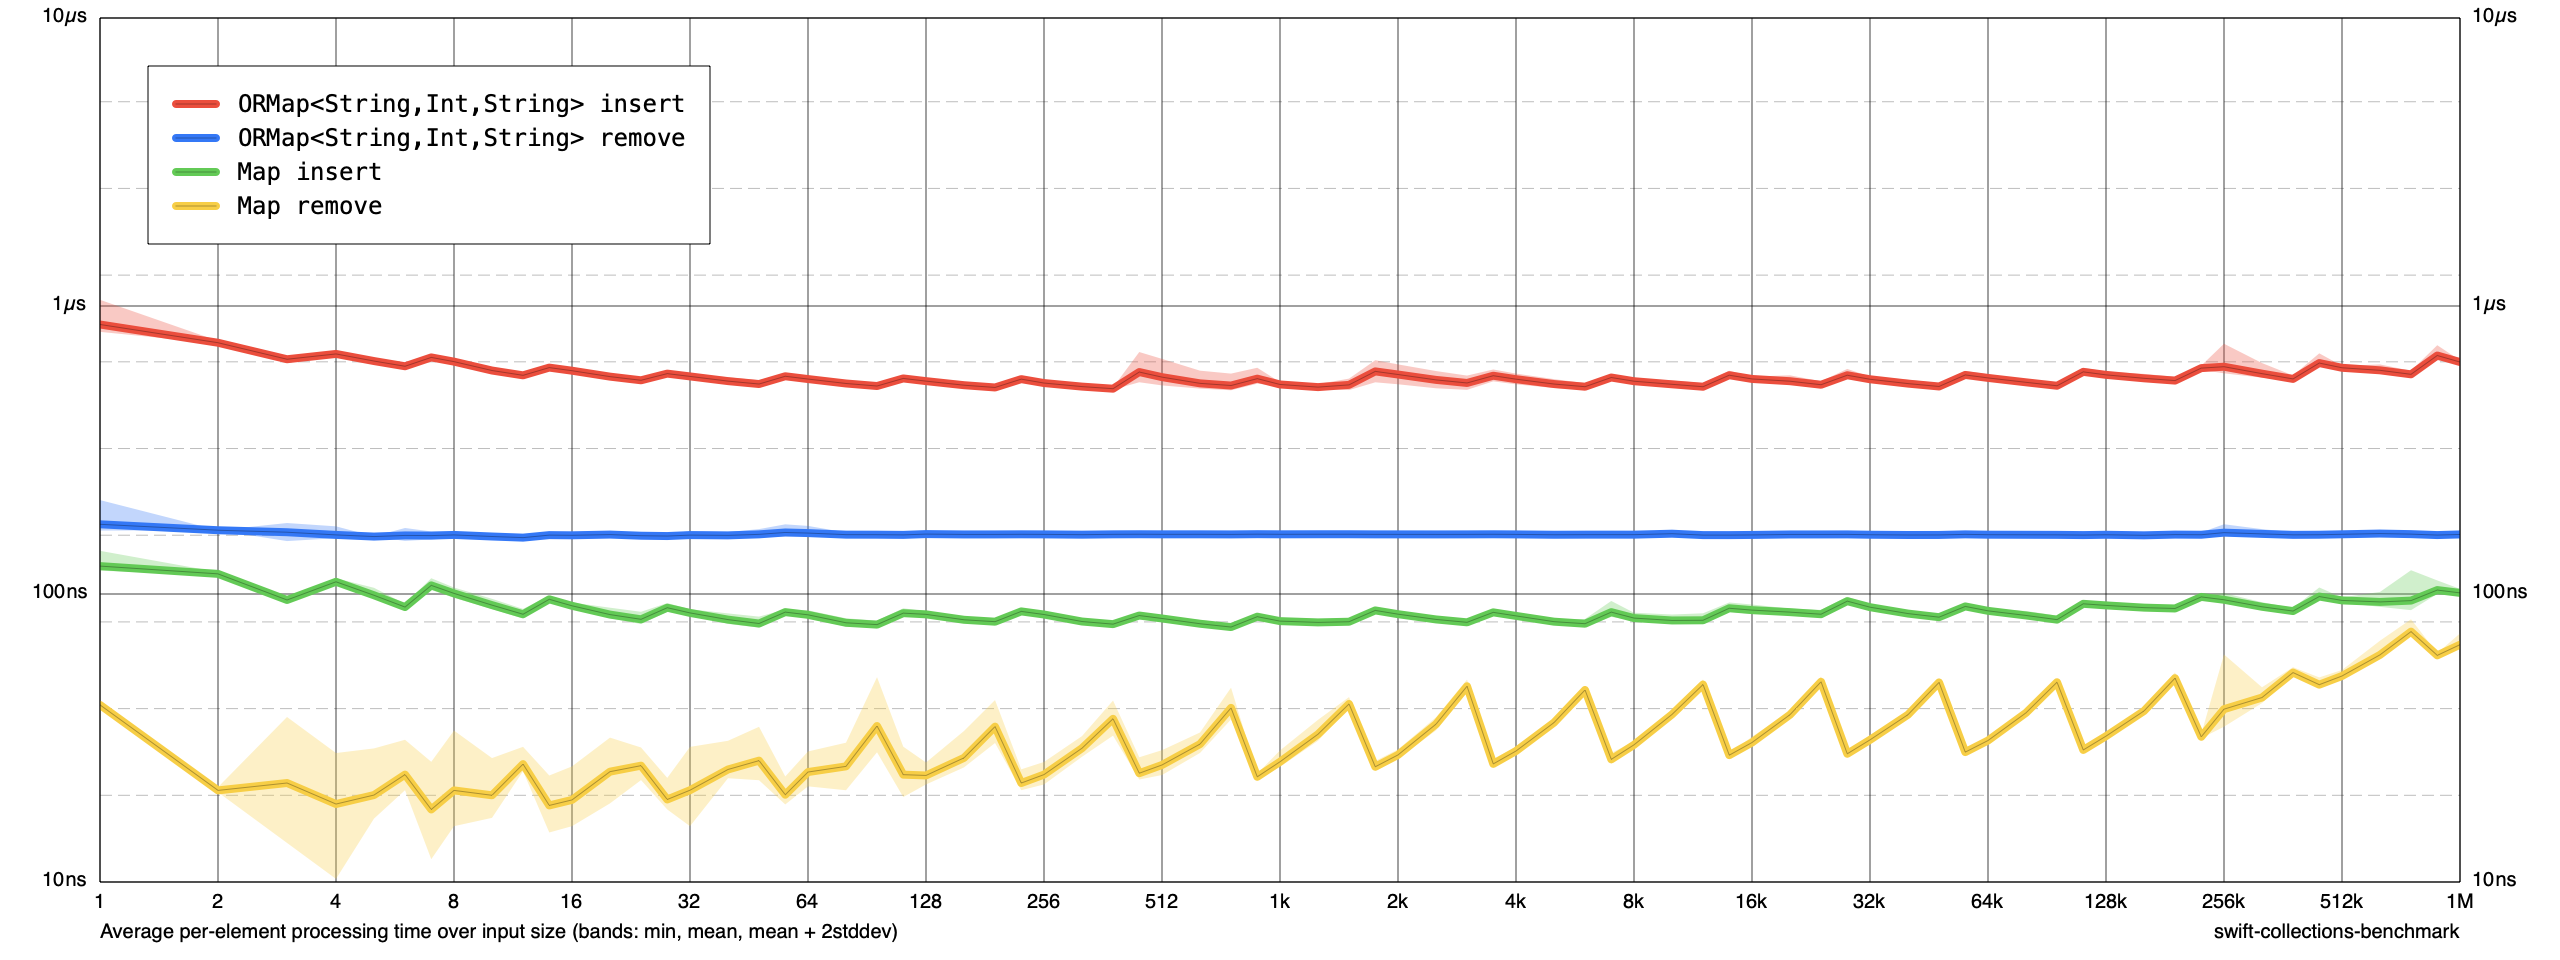 10µs 10µs
ORMap<String,Int,String> insert
ORMap<String,Int,String> remove
Map insert
Map remove
1µs 1µs
100ns 100ns
10ns 10ns
1 2 4 8 16 32 64 128 256 512 1k 2k 4k 8k 16k 32k 64k 128k 256k 512k 1M
Average per-element processing time over input size (bands: min, mean, mean + 2stddev) swift-collections-benchmark